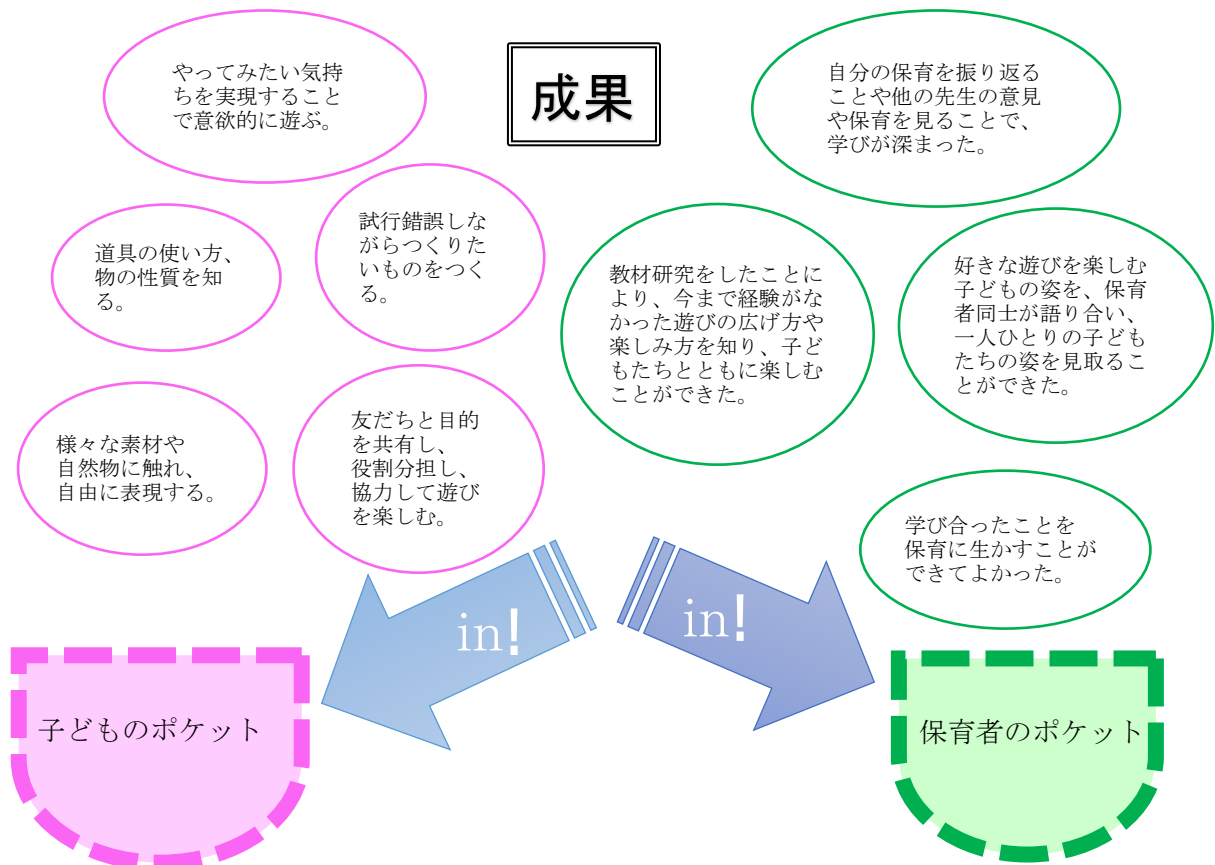 成果
やってみたい気持
ちを実現すること
で意欲的に遊ぶ。
道具の使い方、
物の性質を知
る。
試行錯誤しな
がらつくりた
いものをつく
る。
様々な素材や
自然物に触れ、
自由に表現する。
友だちと目的
を共有し、
役割分担し、
協力して遊び
を楽しむ。
自分の保育を振り返る
ことや他の先生の意見
や保育を見ることで、
学びが深まった。
教材研究をしたことに
より、今まで経験がな
かった遊びの広げ方や
楽しみ方を知り、子ど
もたちとともに楽しむ
ことができた。
好きな遊びを楽しむ
子どもの姿を、保育
者同士が語り合い、
一人ひとりの子ども
たちの姿を見取るこ
とができた。
学び合ったことを
保育に生かすことが
できてよかった。
in!
in!
子どものポケット
保育者のポケット